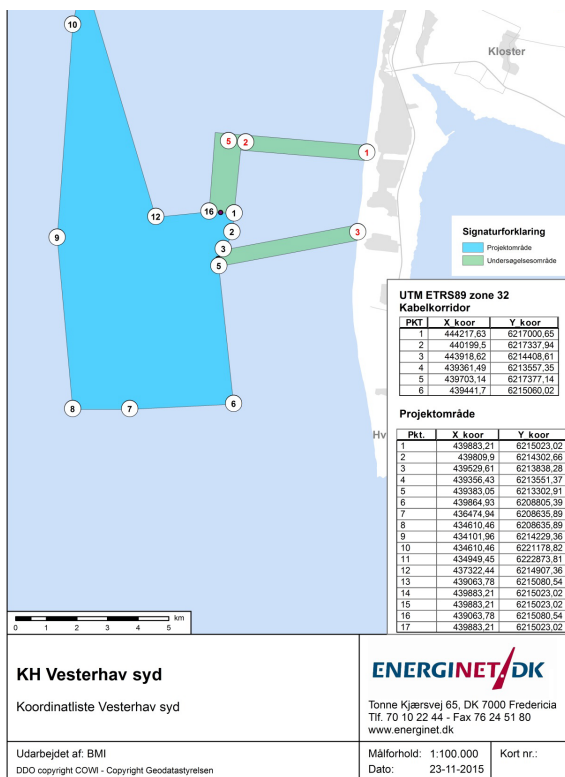 10
Kloster
5
2
1
16
1
12
2
3
3
9
5
8
7
6
Signaturforklaring
Projektområde
Undersøgelsesområde
UTM ETRS89 zone 32
Kabelkorridor
PKT X_koor Y_koor
1 444217,63 6217000,65
2 440199,5 6217337,94
3 443918,62 6214408,61
4 439361,49 6213557,35
5 439703,14 6217377,14
6 439441,7 6215060,02
Hv
Projektområde
Pkt. X_koor Y_koor
1 439883,21 6215023,02
2 439809,9 6214302,66
3 439529,61 6213838,28
4 439356,43 6213551,37
5 439383,05 6213302,91
6 439864,93 6208805,39
7 436474,94 6208635,89
8 434610,46 6208635,89
9 434101,96 6214229,36
10 434610,46 6221178,82
11 434949,45 6222873,81
12 437322,44 6214907,36
13 439063,78 6215080,54
14 439883,21 6215023,02
15 439883,21 6215023,02
16 439063,78 6215080,54
17 439883,21 6215023,02
km
0 1 2 3 4 5
KH Vesterhav syd
Koordinatliste Vesterhav syd
ENERGINET/DK
Tonne Kjærsvej 65, DK 7000 Fredericia
Tlf. 70 10 22 44 - Fax 76 24 51 80
www.energinet.dk
Udarbejdet af: BMI
DDO copyright COWI - Copyright Geodatastyrelsen
Målforhold: 1:100.000
Dato: 23-11-2015
Kort nr.: